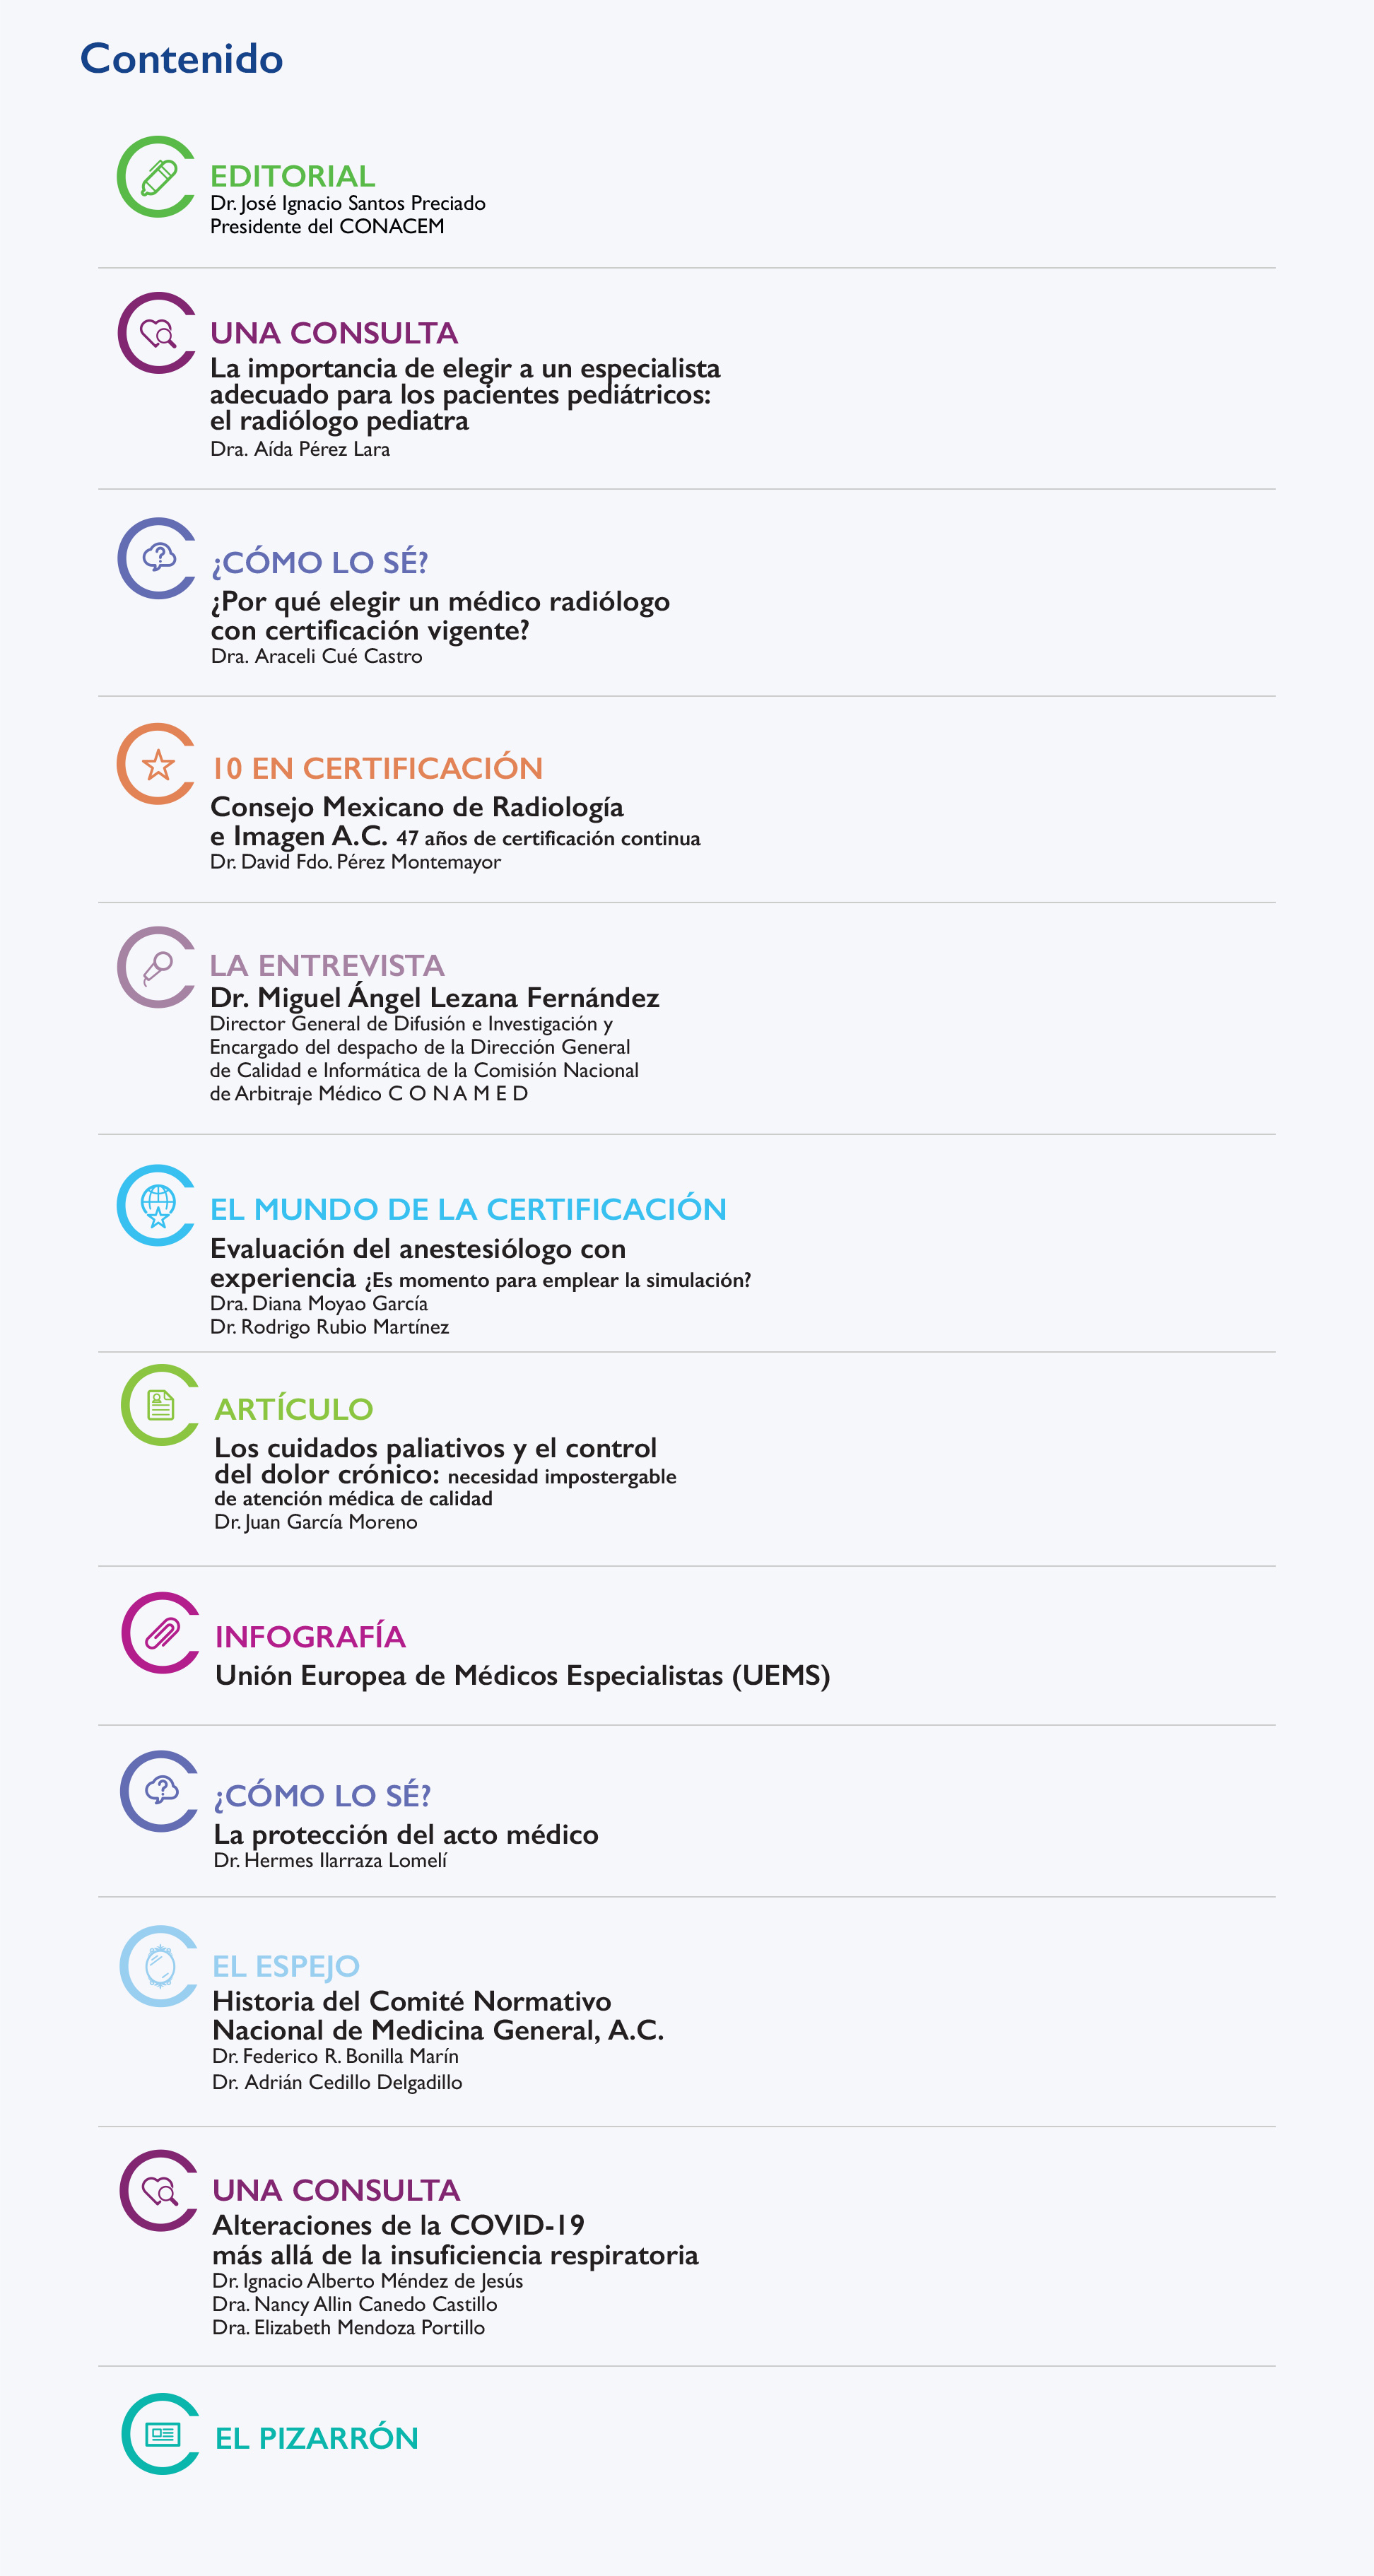 Contenido
EDITORIAL
Dr. José Ignacio Santos Preciado
Presidente del CONACEM
UNA CONSULTA
La importancia de elegir a un especialista
adecuado para los pacientes pediátricos:
el radiólogo pediatra
Dra. Aída Pérez Lara
¿CÓMO LO SÉ?
¿Por qué elegir un médico radiólogo
con certificación vigente?
Dra. Araceli Cué Castro
10 EN CERTIFICACIÓN
Consejo Mexicano de Radiología
e Imagen A.C. 47 años de certificación continua
Dr. David Fdo. Pérez Montemayor
LA ENTREVISTA
Dr. Miguel Ángel Lezana Fernández
Director General de Difusión e Investigación y
Encargado del despacho de la Dirección General
de Calidad e Informática de la Comisión Nacional
de Arbitraje Médico C O N A M E D
EL MUNDO DE LA CERTIFICACIÓN
Evaluación del anestesiólogo con
experiencia ¿Es momento para emplear la simulación?
Dra. Diana Moyao García
Dr. Rodrigo Rubio Martínez
ARTÍCULO
Los cuidados paliativos y el control
del dolor crónico: necesidad impostergable
de atención médica de calidad
Dr. Juan García Moreno
INFOGRAFÍA
Unión Europea de Médicos Especialistas (UEMS)
¿CÓMO LO SÉ?
La protección del acto médico
Dr. Hermes Ilarraza Lomelí
EL ESPEJO
Historia del Comité Normativo
Nacional de Medicina General, A.C.
Dr. Federico R. Bonilla Marín
Dr. Adrián Cedillo Delgadillo
UNA CONSULTA
Alteraciones de la COVID-19
más allá de la insuficiencia respiratoria
Dr. Ignacio Alberto Méndez de Jesús
Dra. Nancy Allin Canedo Castillo
Dra. Elizabeth Mendoza Portillo
EL PIZARRÓN